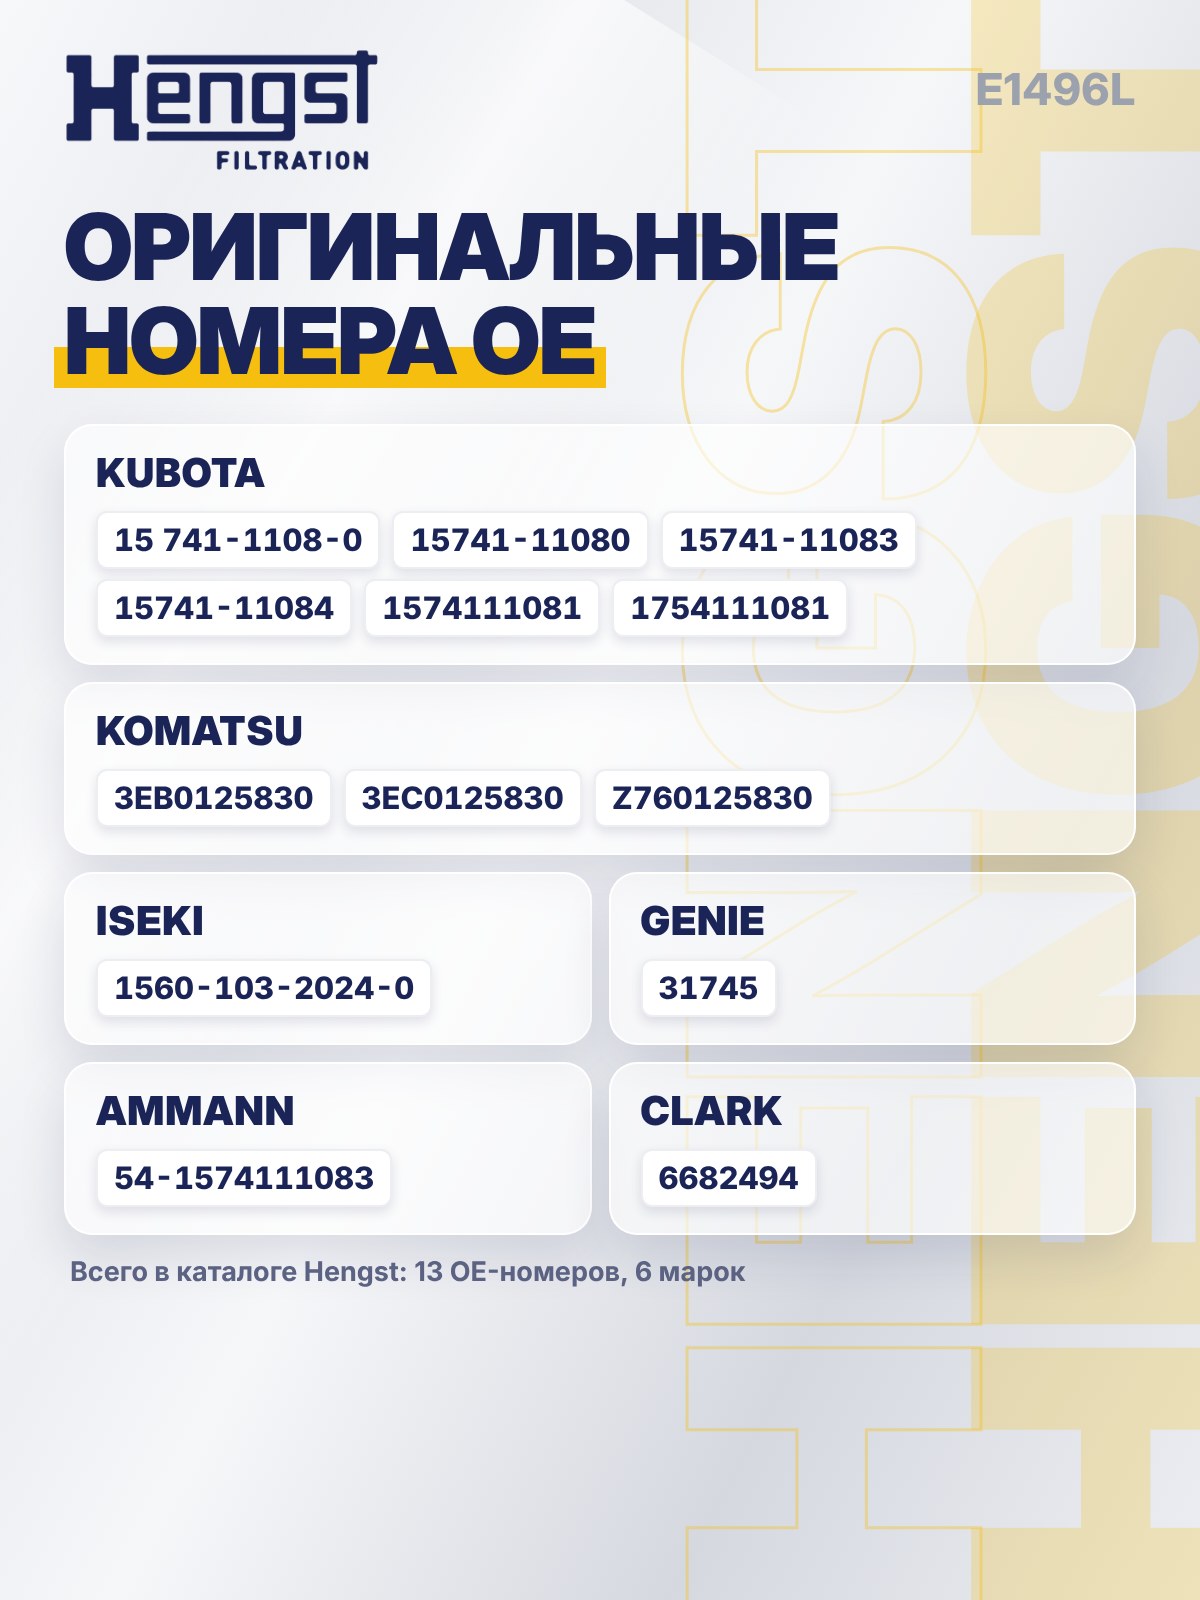 Hengst
FILTRATION
E1496L
ОРИГИНАЛЬНЫЕ
НОМЕРА ОЕ
KUBOTA
15 741-1108-0 15741-11080 15741-11083
15741-11084 1574111081 1754111081
KOMATSU
3EB0125830 3EC0125830 Z760125830
ISEKI
1560-103-2024-0
GENIE
31745
AMMANN
54-1574111083
CLARK
6682494
Всего в каталоге Hengst: 13 ОЕ-номеров, 6 марок
HENGST
HENGST